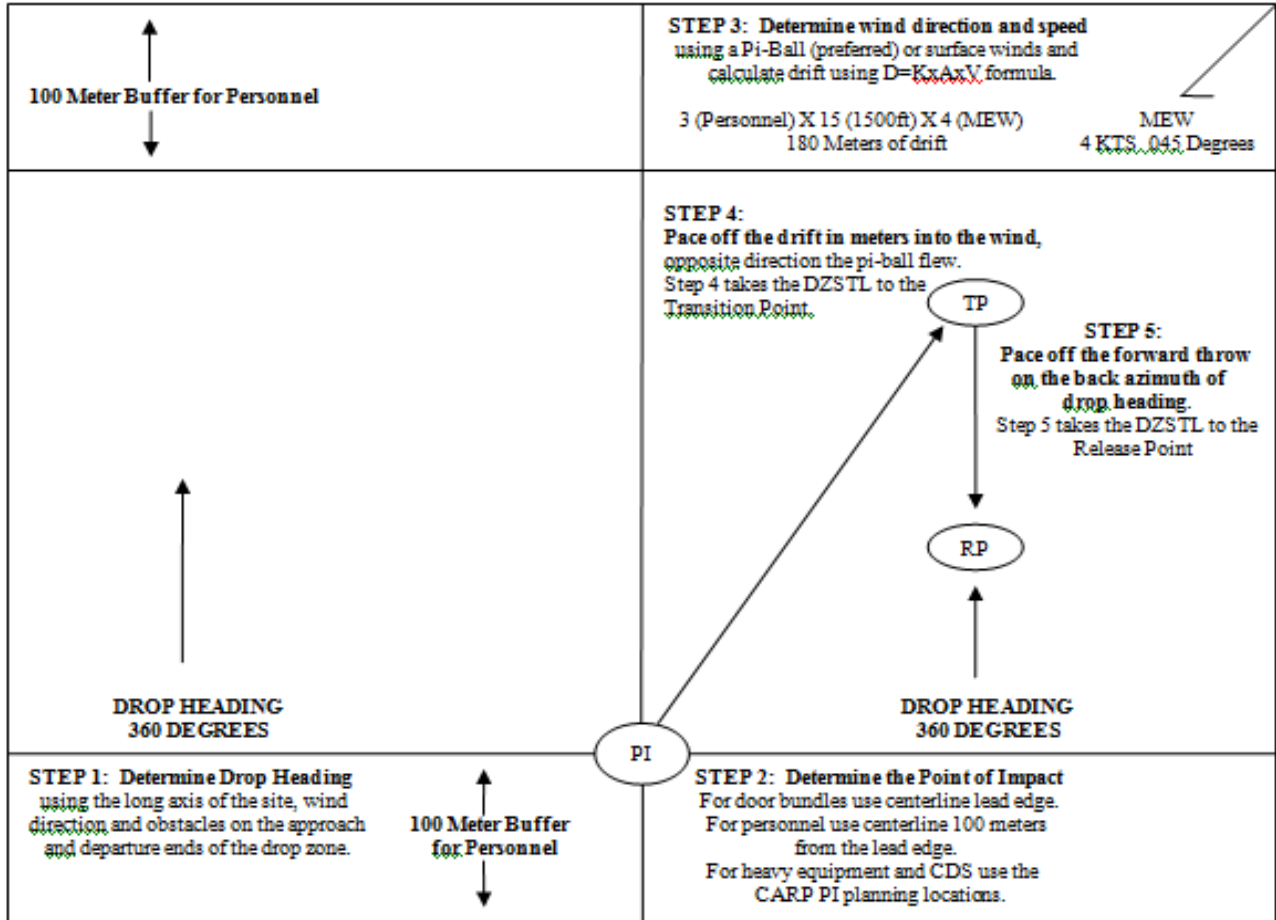 100 Meter Buffer for Personnel
STEP 3:  Determine wind direction and speed
using a Pi-Ball (preferred) or surface winds and
calculate drift using D=KxAxV formula.
3 (Personnel) X 15 (1500ft) X 4 (MEW)
180 Meters of drift
MEW
4 KTS  045 Degrees
STEP 4:
Pace off the drift in meters into the wind,
opposite direction the pi-ball flew.
Step 4 takes the DZSTL to the
Transition Point.
TP
STEP 5:
Pace off the forward throw
on the back azimuth of
drop heading.
Step 5 takes the DZSTL to the
Release Point
RP
DROP HEADING
360 DEGREES
DROP HEADING
360 DEGREES
PI
STEP 1:  Determine Drop Heading
using the long axis of the site, wind
direction and obstacles on the approach
and departure ends of the drop zone.
100 Meter Buffer
for Personnel
STEP 2:  Determine the Point of Impact
For door bundles use centerline lead edge.
For personnel use centerline 100 meters
from the lead edge.
For heavy equipment and CDS use the
CARP PI planning locations.